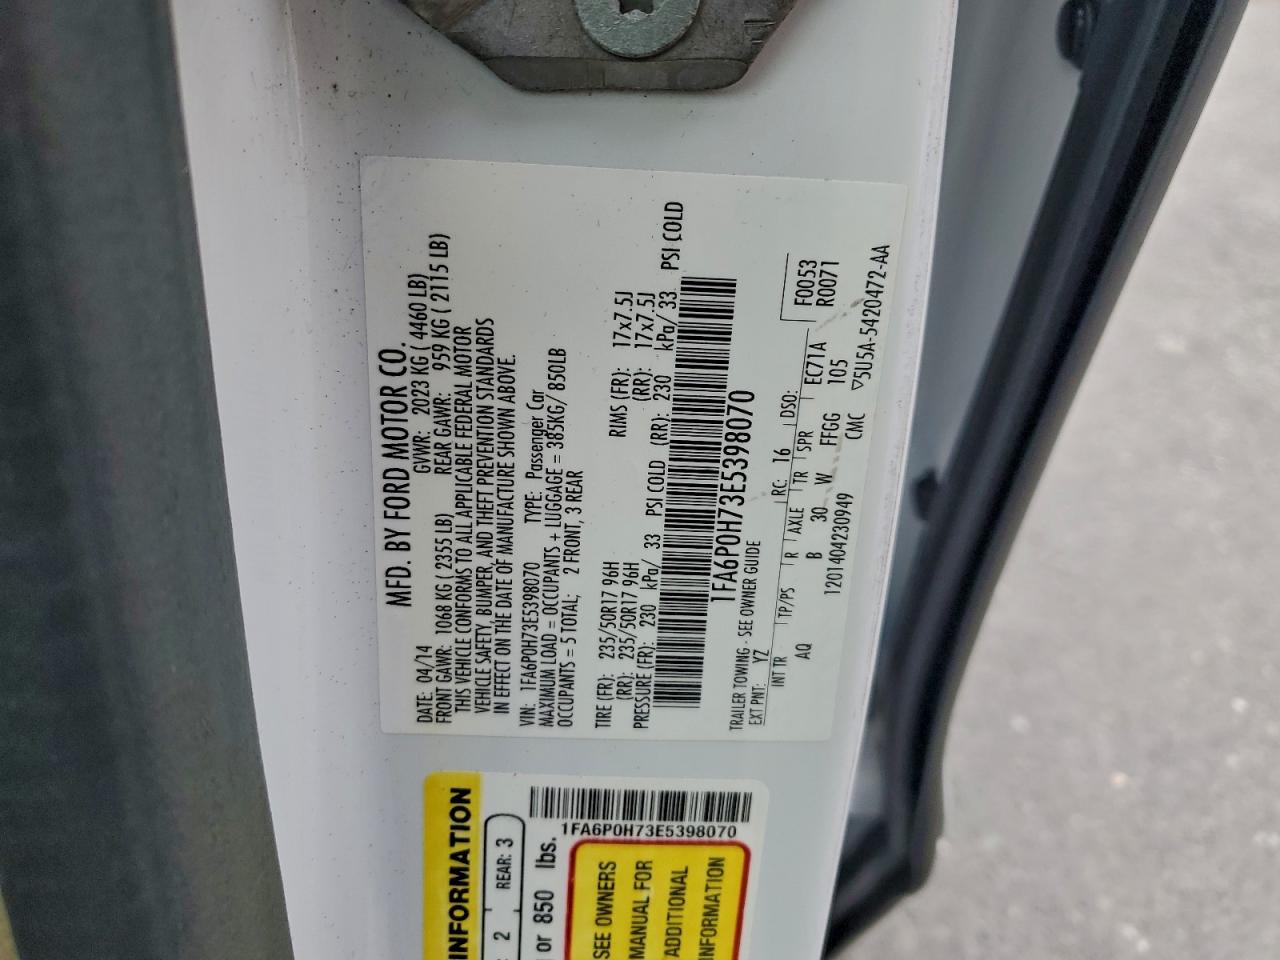 MFD. BY FORD MOTOR CO.
DATE: 04/14 GVWR: 2023 KG ( 4460 LB)
FRONT GAWR: 1068 KG ( 2355 LB) REAR GAWR: 959 KG ( 2115 LB)
THIS VEHICLE CONFORMS TO ALL APPLICABLE FEDERAL MOTOR
VEHICLE SAFETY, BUMPER, AND THEFT PREVENTION STANDARDS
IN EFFECT ON THE DATE OF MANUFACTURE SHOWN ABOVE.
VIN: 1FA6P0H73E5398070 TYPE: Passenger Car
MAXIMUM LOAD = OCCUPANTS + LUGGAGE = 385KG/ 850LB
OCCUPANTS = 5 TOTAL; 2 FRONT, 3 REAR
TIRE (FR): 235/50R17 96H RIMS (FR): 17x7.5J
(RR): 235/50R17 96H (RR): 17x7.5J
PRESSURE (FR): 230 kPa/ 33 PSI COLD (RR): 230 kPa/ 33 PSI COLD
1FA6P0H73E5398070
TRAILER TOWING - SEE OWNER GUIDE
EXT PNT: YZ RC: 16 DSO: F0053
INT TR TP/PS R AXLE TR SPR EC71A R0071
AQ B 30 W FFGG 105
1201404230949 CMC ▽5U5A-5420472-AA
INFORMATION
2 REAR: 3
or 850 lbs.
1FA6P0H73E5398070
SEE OWNERS
MANUAL FOR
ADDITIONAL
INFORMATION